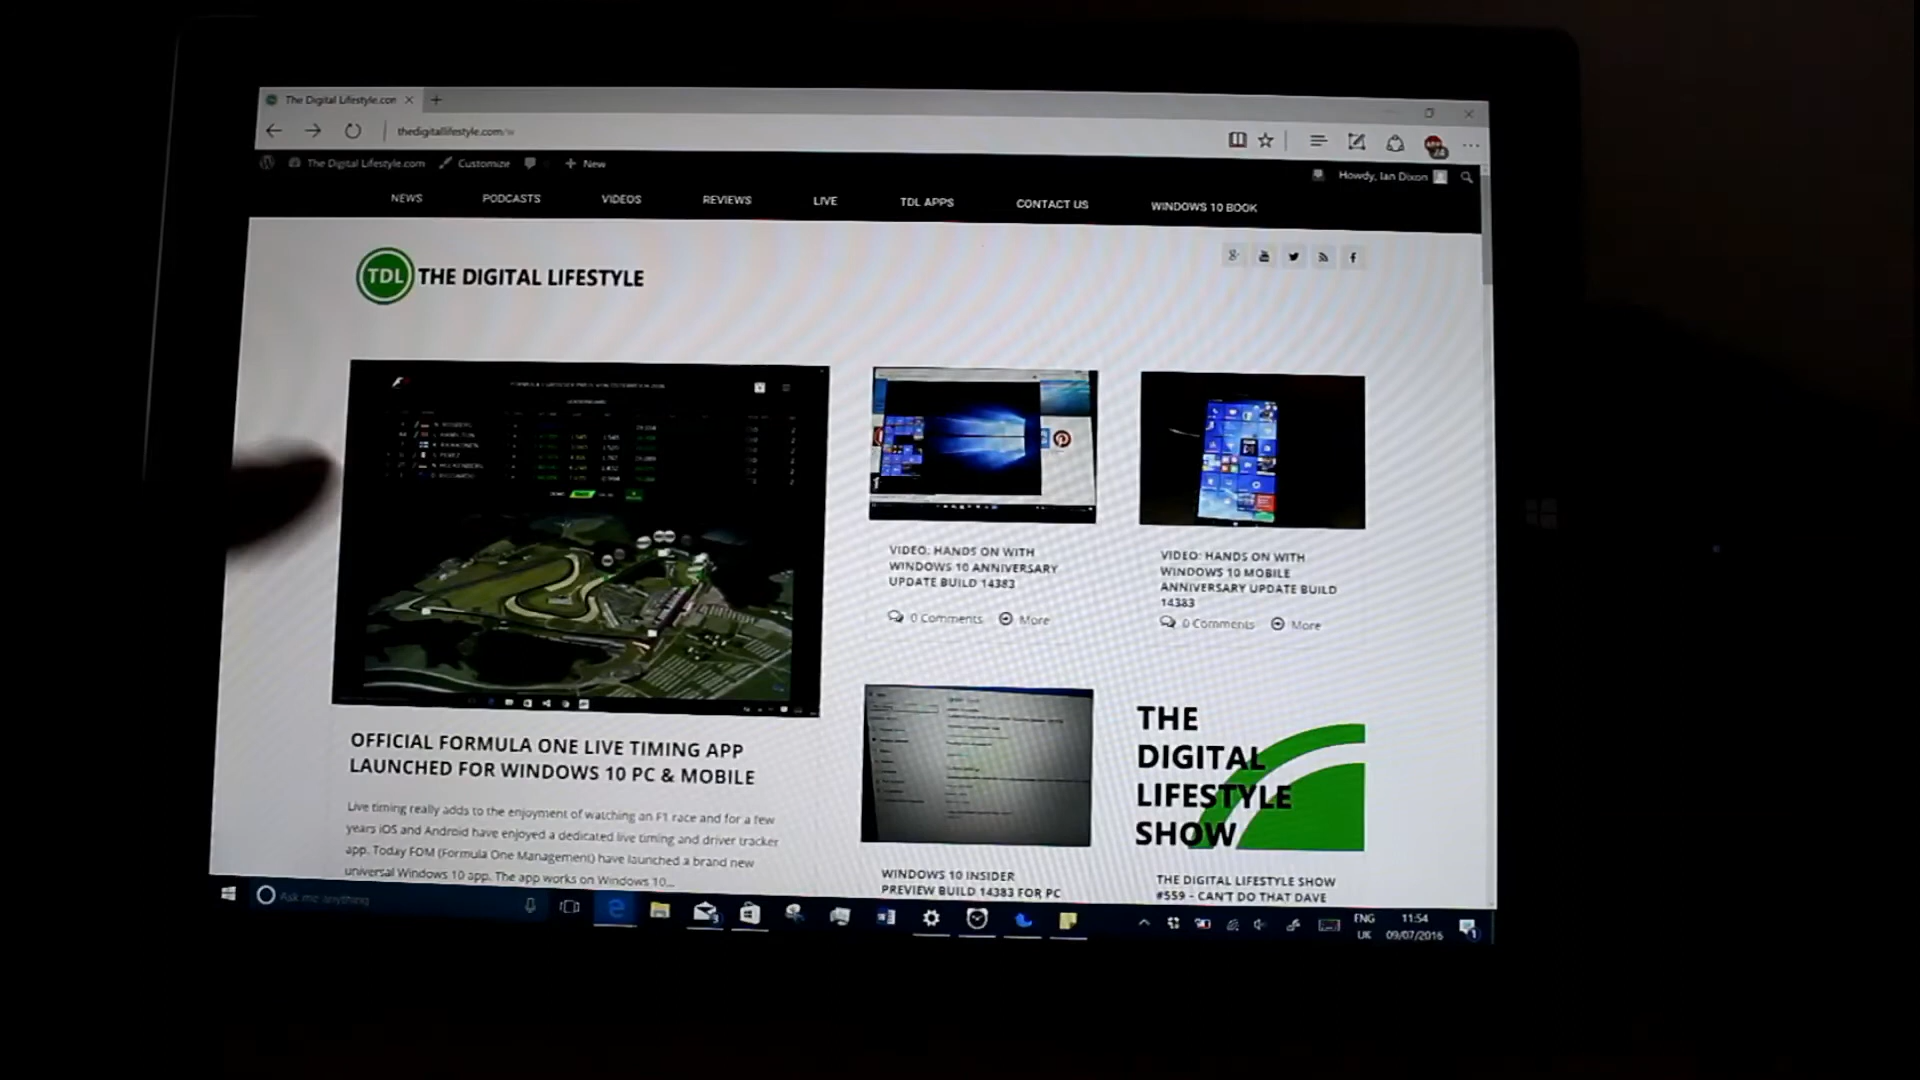 The Digital Lifestyle.con
thedigitallifestyle.com/w
The Digital Lifestyle.com Customize New
Howdy, Ian Dixon
NEWS PODCASTS VIDEOS REVIEWS LIVE TDL APPS CONTACT US WINDOWS 10 BOOK
TDL THE DIGITAL LIFESTYLE
OFFICIAL FORMULA ONE LIVE TIMING APP
LAUNCHED FOR WINDOWS 10 PC & MOBILE
Live timing really adds to the enjoyment of watching an F1 race and for a few
years iOS and Android have enjoyed a dedicated live timing and driver tracker
app. Today FOM (Formula One Management) have launched a brand new
universal Windows 10 app. The app works on Windows 10...
VIDEO: HANDS ON WITH
WINDOWS 10 ANNIVERSARY
UPDATE BUILD 14383
0 Comments More
VIDEO: HANDS ON WITH
WINDOWS 10 MOBILE
ANNIVERSARY UPDATE BUILD
14383
0 Comments More
WINDOWS 10 INSIDER
PREVIEW BUILD 14383 FOR PC
THE
DIGITAL
LIFESTYLE
SHOW
THE DIGITAL LIFESTYLE SHOW
#559 – CAN'T DO THAT DAVE
Ask me anything
ENG
UK
11:54
09/07/2016